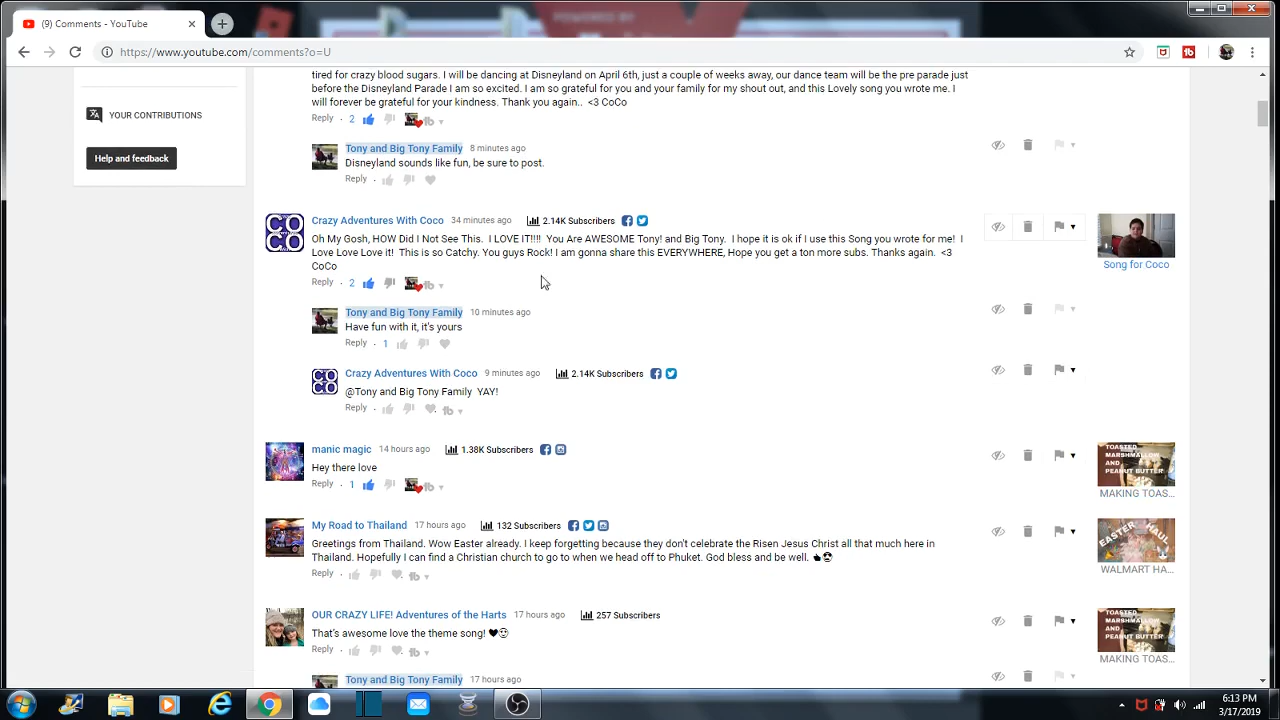 POWERED BY
(9) Comments - YouTube
https://www.youtube.com/comments?o=U
tired for crazy blood sugars. I will be dancing at Disneyland on April 6th, just a couple of weeks away, our dance team will be the pre parade just
before the Disneyland Parade I am so excited. I am so grateful for you and your family for my shout out, and this Lovely song you wrote me. I
will forever be grateful for your kindness. Thank you again.. <3 CoCo
Reply · 2
YOUR CONTRIBUTIONS
Help and feedback
Tony and Big Tony Family 8 minutes ago
Disneyland sounds like fun, be sure to post.
Reply ·
Crazy Adventures With Coco 34 minutes ago 2.14K Subscribers
Oh My Gosh, HOW Did I Not See This. I LOVE IT!!!! You Are AWESOME Tony! and Big Tony. I hope it is ok if I use this Song you wrote for me! I
Love Love Love it! This is so Catchy. You guys Rock! I am gonna share this EVERYWHERE, Hope you get a ton more subs. Thanks again. <3
CoCo
Reply · 2
Song for Coco
Tony and Big Tony Family 10 minutes ago
Have fun with it, it's yours
Reply · 1
Crazy Adventures With Coco 9 minutes ago 2.14K Subscribers
@Tony and Big Tony Family YAY!
Reply ·
manic magic 14 hours ago 1.38K Subscribers
Hey there love
Reply · 1
TOASTED
MARSHMALLOW
AND
PEANUT BUTTER
MAKING TOAS...
My Road to Thailand 17 hours ago 132 Subscribers
Greetings from Thailand. Wow Easter already. I keep forgetting because they don't celebrate the Risen Jesus Christ all that much here in
Thailand. Hopefully I can find a Christian church to go to when we head off to Phuket. God bless and be well.
Reply ·
EASTER HAUL
WALMART HA...
OUR CRAZY LIFE! Adventures of the Harts 17 hours ago 257 Subscribers
That's awesome love the theme song!
Reply ·
TOASTED
MARSHMALLOW
AND
PEANUT BUTTER
MAKING TOAS...
Tony and Big Tony Family 17 hours ago
6:13 PM
3/17/2019